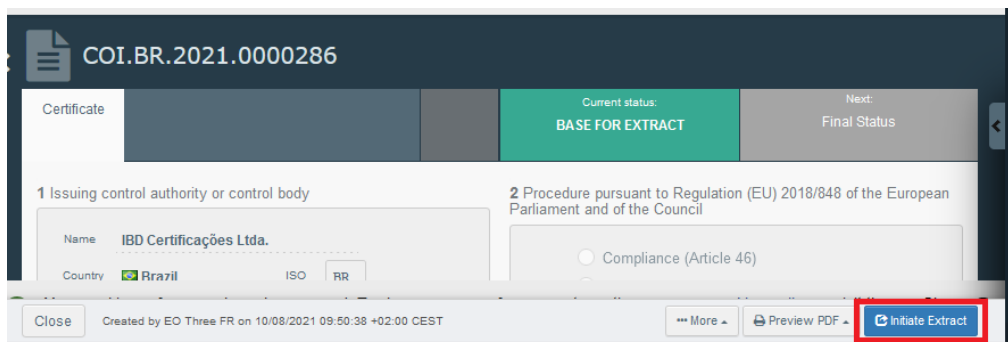 COI.BR.2021.0000286
Certificate
Current status:
BASE FOR EXTRACT
Next:
Final Status
1 Issuing control authority or control body
2 Procedure pursuant to Regulation (EU) 2018/848 of the European
Parliament and of the Council
Name IBD Certificações Ltda.
Compliance (Article 46)
Country Brazil ISO BR
Close Created by EO Three FR on 10/08/2021 09:50:38 +02:00 CEST More Preview PDF Initiate Extract